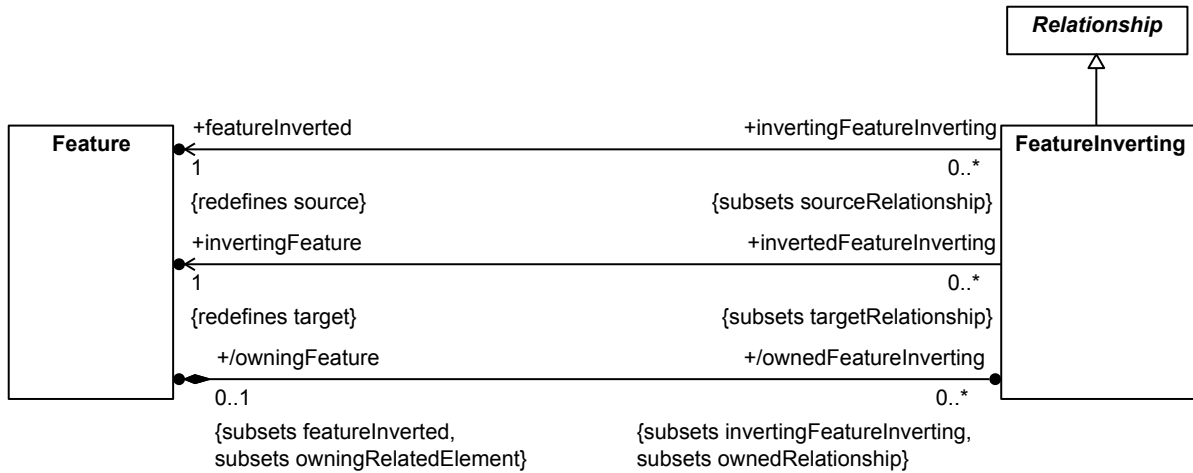 Relationship
Feature
FeatureInverting
+featureInverted
+invertingFeatureInverting
1
0..*
{redefines source}
{subsets sourceRelationship}
+invertingFeature
+invertedFeatureInverting
1
0..*
{redefines target}
{subsets targetRelationship}
+/owningFeature
+/ownedFeatureInverting
0..1
0..*
{subsets featureInverted,
subsets owningRelatedElement}
{subsets invertingFeatureInverting,
subsets ownedRelationship}